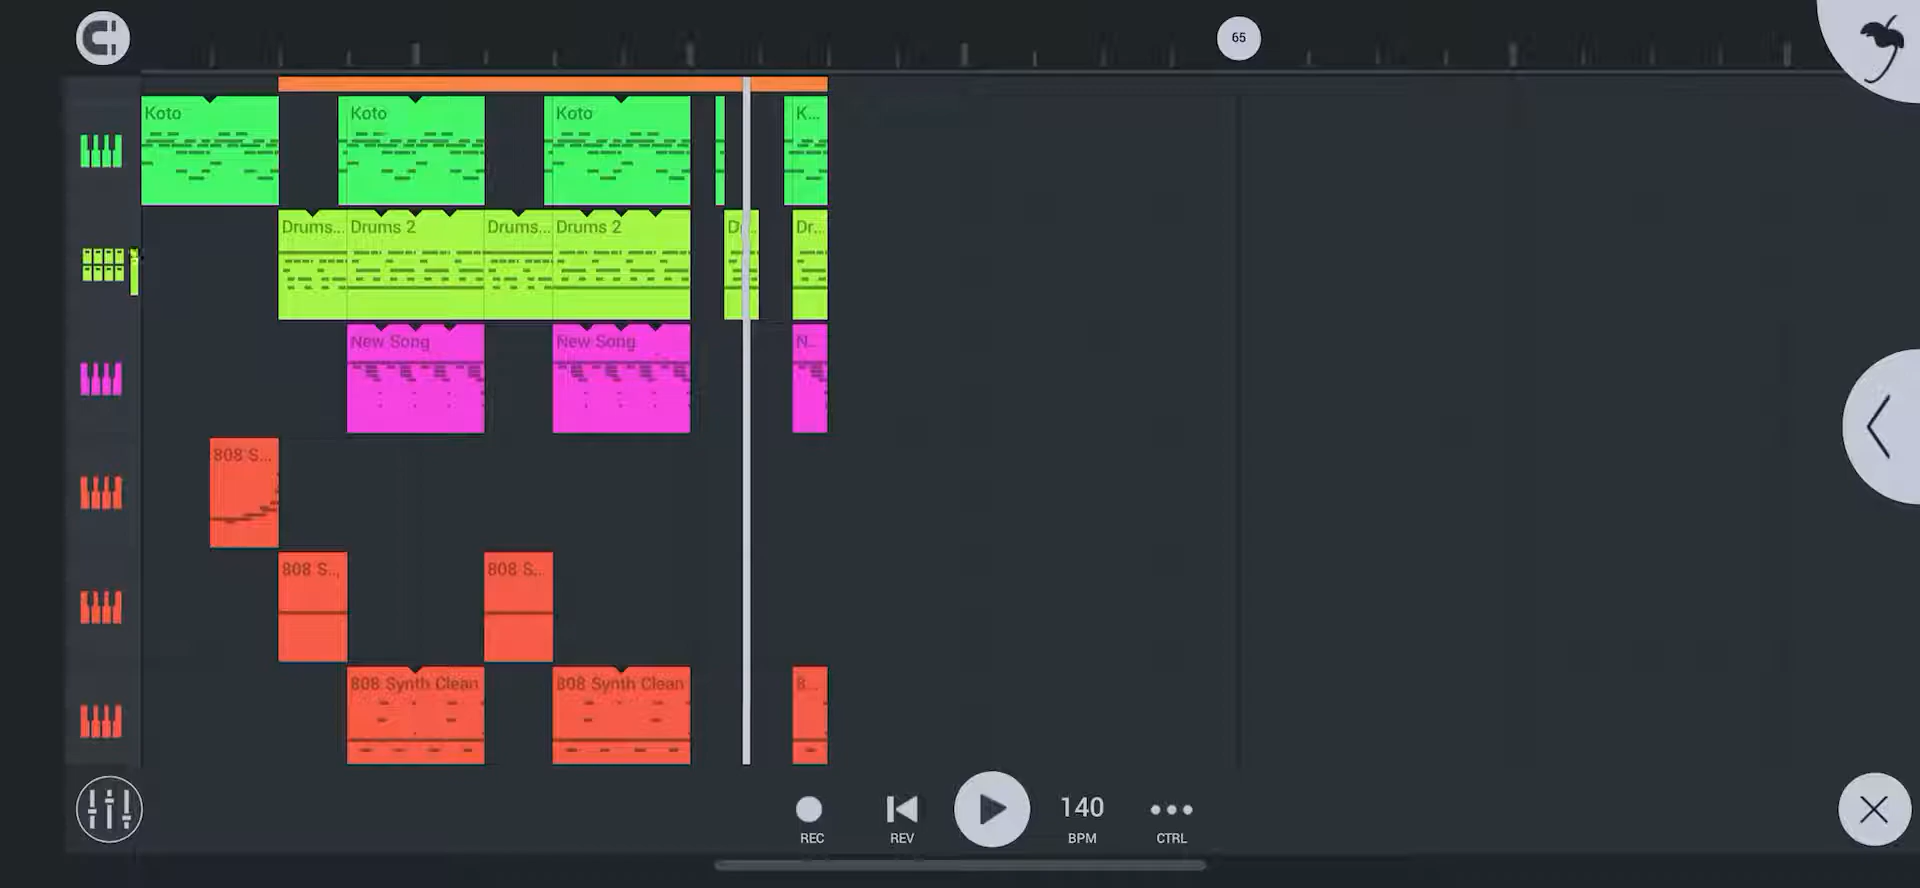 65
Koto
Koto
Koto
K...
Drums...
Drums 2
Drums...
Drums 2
Dr...
New Song
New Song
N..
808 S...
808 S...
808 S...
808 Synth Clean
808 Synth Clean
8...
140
REC
REV
BPM
CTRL